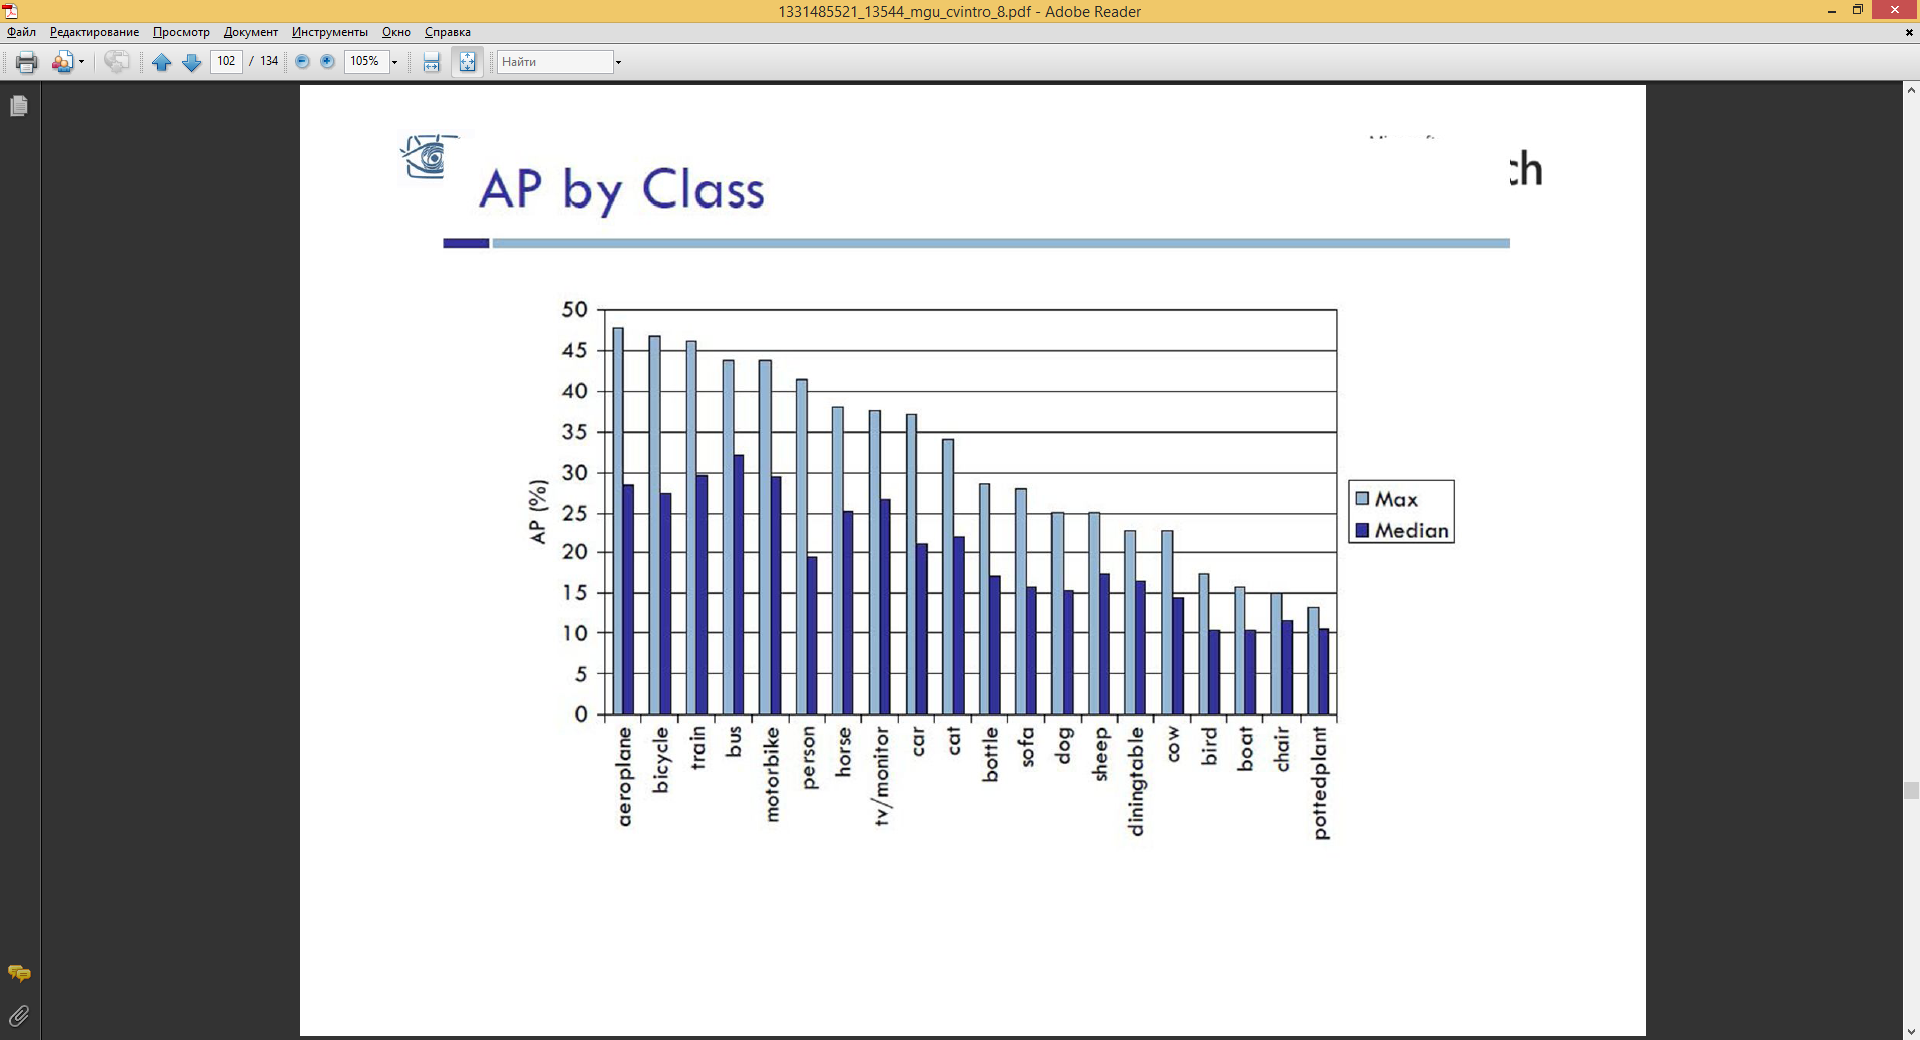 1331485521_13544_mgu_cvintro_8.pdf - Adobe Reader
Файл Редактирование Просмотр Документ Инструменты Окно Справка
102 / 134 105% Найти
ch
AP by Class
50
45
40
35
30
25
20
15
10
5
0
AP (%)
Max
Median
aeroplane
bicycle
train
bus
motorbike
person
horse
tv/monitor
car
cat
bottle
sofa
dog
sheep
diningtable
cow
bird
boat
chair
pottedplant